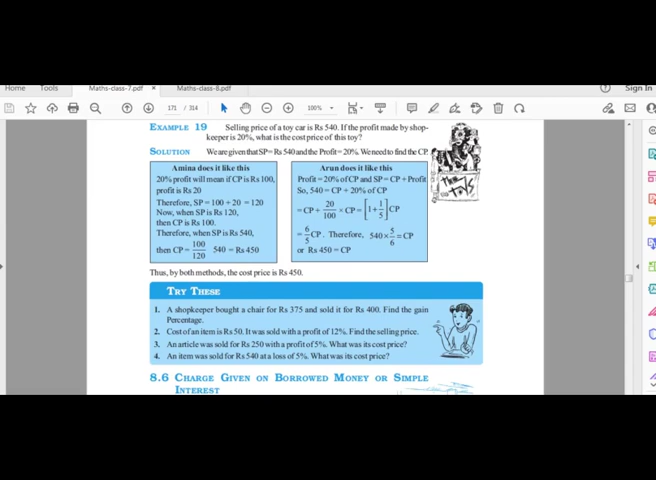 Home Tools Maths-class-7.pdf × Maths-class-8.pdf Sign In
171 / 314 100%
EXAMPLE 19 Selling price of a toy car is Rs 540. If the profit made by shop-
keeper is 20%, what is the cost price of this toy?
SOLUTION We are given that SP = Rs 540 and the Profit = 20%. We need to find the CP.
Amina does it like this
20% profit will mean if CP is Rs 100,
profit is Rs 20
Therefore, SP = 100 + 20 = 120
Now, when SP is Rs 120,
then CP is Rs 100.
Therefore, when SP is Rs 540,
then CP = 100/120 540 = Rs 450
Arun does it like this
Profit = 20% of CP and SP = CP + Profit
So, 540 = CP + 20% of CP
= CP + 20/100 × CP = [1 + 1/5] CP
= 6/5 CP. Therefore, 540 × 5/6 = CP
or Rs 450 = CP
Thus, by both methods, the cost price is Rs 450.
TRY THESE
1. A shopkeeper bought a chair for Rs 375 and sold it for Rs 400. Find the gain
Percentage.
2. Cost of an item is Rs 50. It was sold with a profit of 12%. Find the selling price.
3. An article was sold for Rs 250 with a profit of 5%. What was its cost price?
4. An item was sold for Rs 540 at a loss of 5%. What was its cost price?
8.6 CHARGE GIVEN ON BORROWED MONEY OR SIMPLE
INTEREST